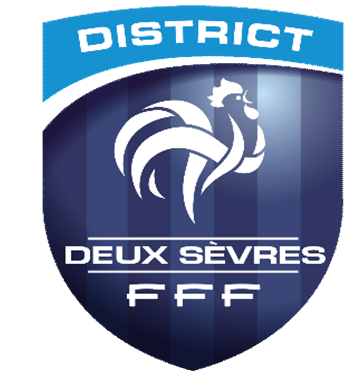 DISTRICT
DEUX SÈVRES
FFF